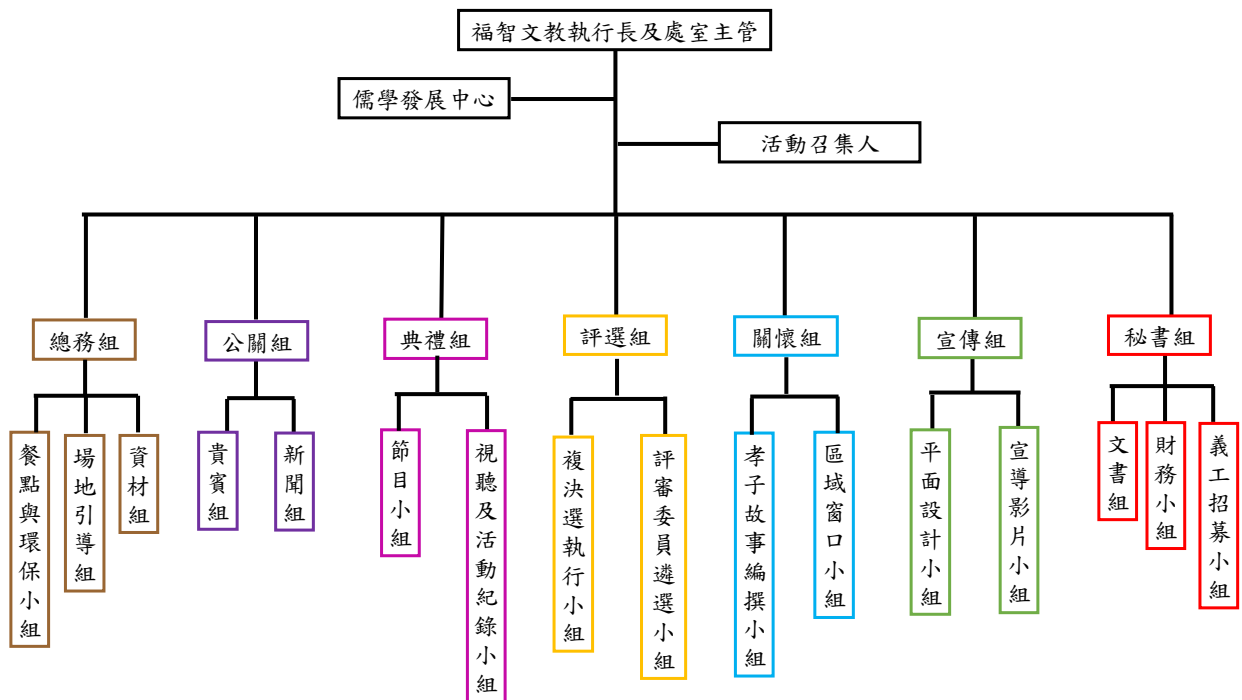 福智文教執行長及處室主管
儒學發展中心
活動召集人
總務組
公關組
典禮組
評選組
關懷組
宣傳組
秘書組
餐點與環保小組
場地引導組
資材組
貴賓組
新聞組
節目小組
視聽及活動紀錄小組
複決選執行小組
評審委員遴選小組
孝子故事編撰小組
區域窗口小組
平面設計小組
宣導影片小組
文書組
財務小組
義工招募小組